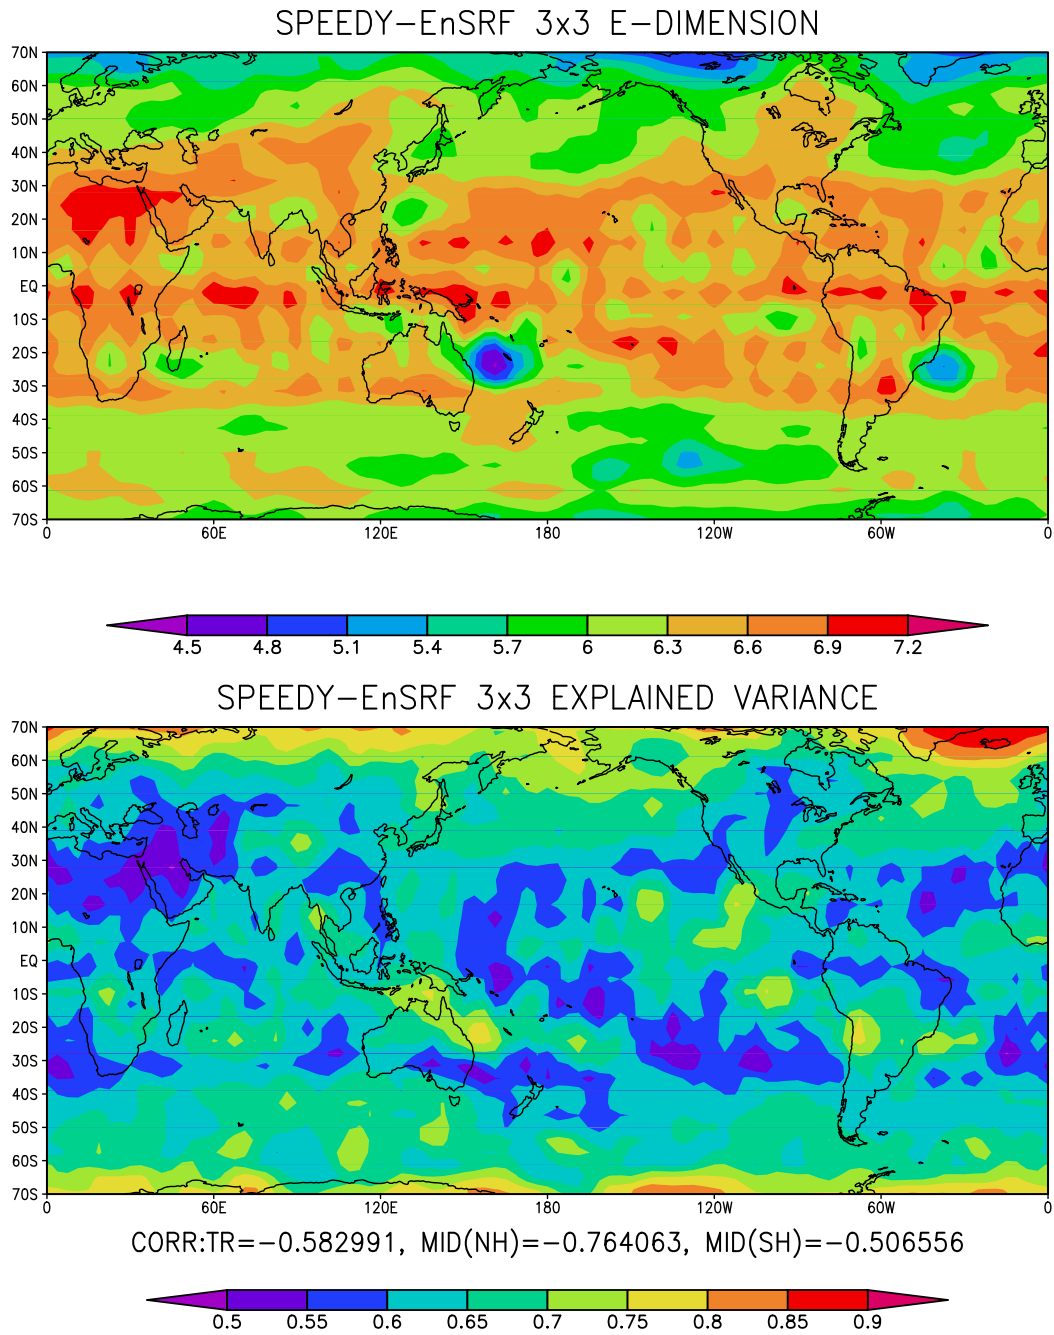 SPEEDY-EnSRF 3x3 E-DIMENSION
70N
60N
50N
40N
30N
20N
10N
EQ
10S
20S
30S
40S
50S
60S
70S
0 60E 120E 180 120W 60W 0
4.5 4.8 5.1 5.4 5.7 6 6.3 6.6 6.9 7.2
SPEEDY-EnSRF 3x3 EXPLAINED VARIANCE
70N
60N
50N
40N
30N
20N
10N
EQ
10S
20S
30S
40S
50S
60S
70S
0 60E 120E 180 120W 60W 0
CORR:TR=-0.582991, MID(NH)=-0.764063, MID(SH)=-0.506556
0.5 0.55 0.6 0.65 0.7 0.75 0.8 0.85 0.9